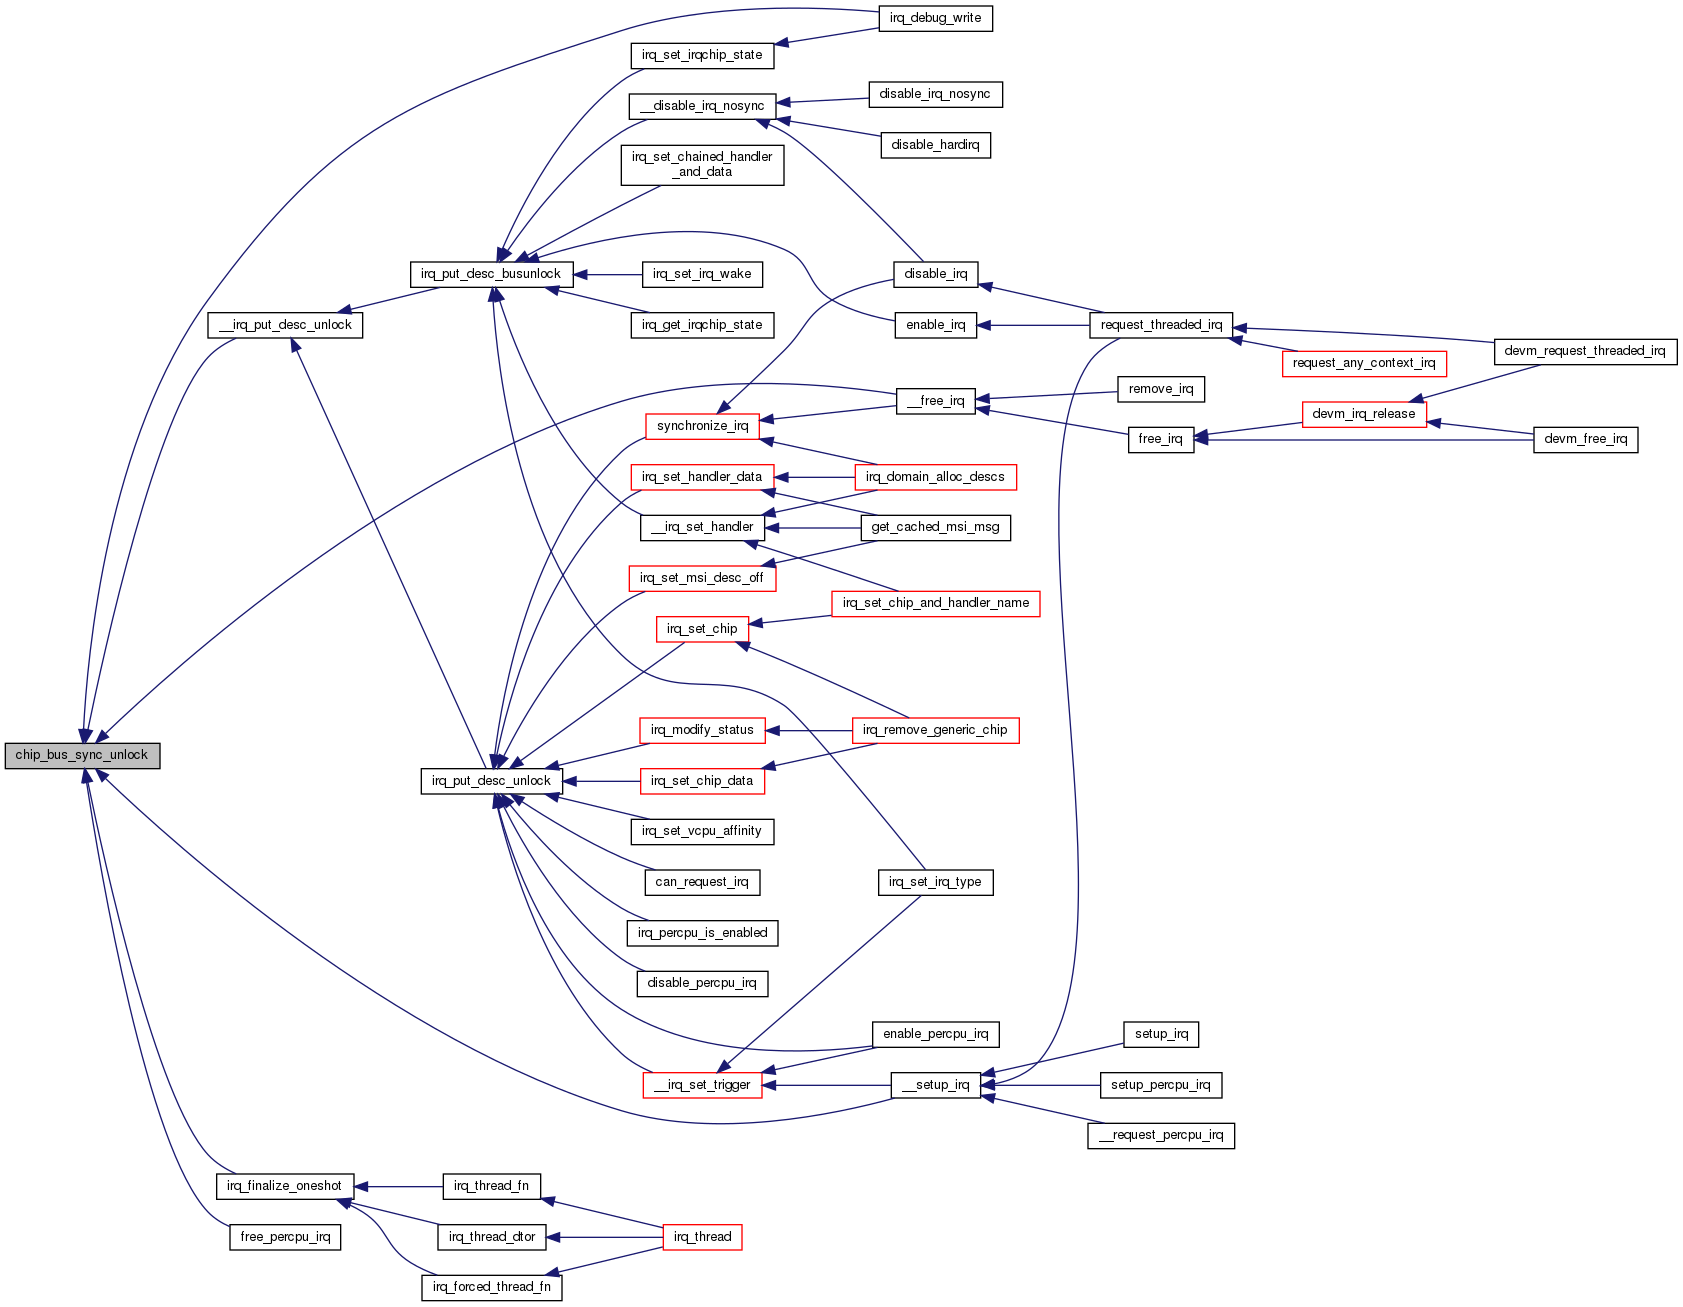 irq_debug_write
irq_set_irqchip_state
disable_irq_nosync
__disable_irq_nosync
disable_hardirq
irq_set_chained_handler
_and_data
irq_put_desc_busunlock
irq_set_irq_wake
disable_irq
__irq_put_desc_unlock
irq_get_irqchip_state
enable_irq
request_threaded_irq
devm_request_threaded_irq
request_any_context_irq
__free_irq
remove_irq
synchronize_irq
devm_irq_release
free_irq
devm_free_irq
irq_set_handler_data
irq_domain_alloc_descs
__irq_set_handler
get_cached_msi_msg
irq_set_msi_desc_off
irq_set_chip_and_handler_name
irq_set_chip
irq_modify_status
irq_remove_generic_chip
chip_bus_sync_unlock
irq_put_desc_unlock
irq_set_chip_data
irq_set_vcpu_affinity
can_request_irq
irq_set_irq_type
irq_percpu_is_enabled
disable_percpu_irq
enable_percpu_irq
setup_irq
__irq_set_trigger
__setup_irq
setup_percpu_irq
__request_percpu_irq
irq_finalize_oneshot
irq_thread_fn
free_percpu_irq
irq_thread_dtor
irq_thread
irq_forced_thread_fn